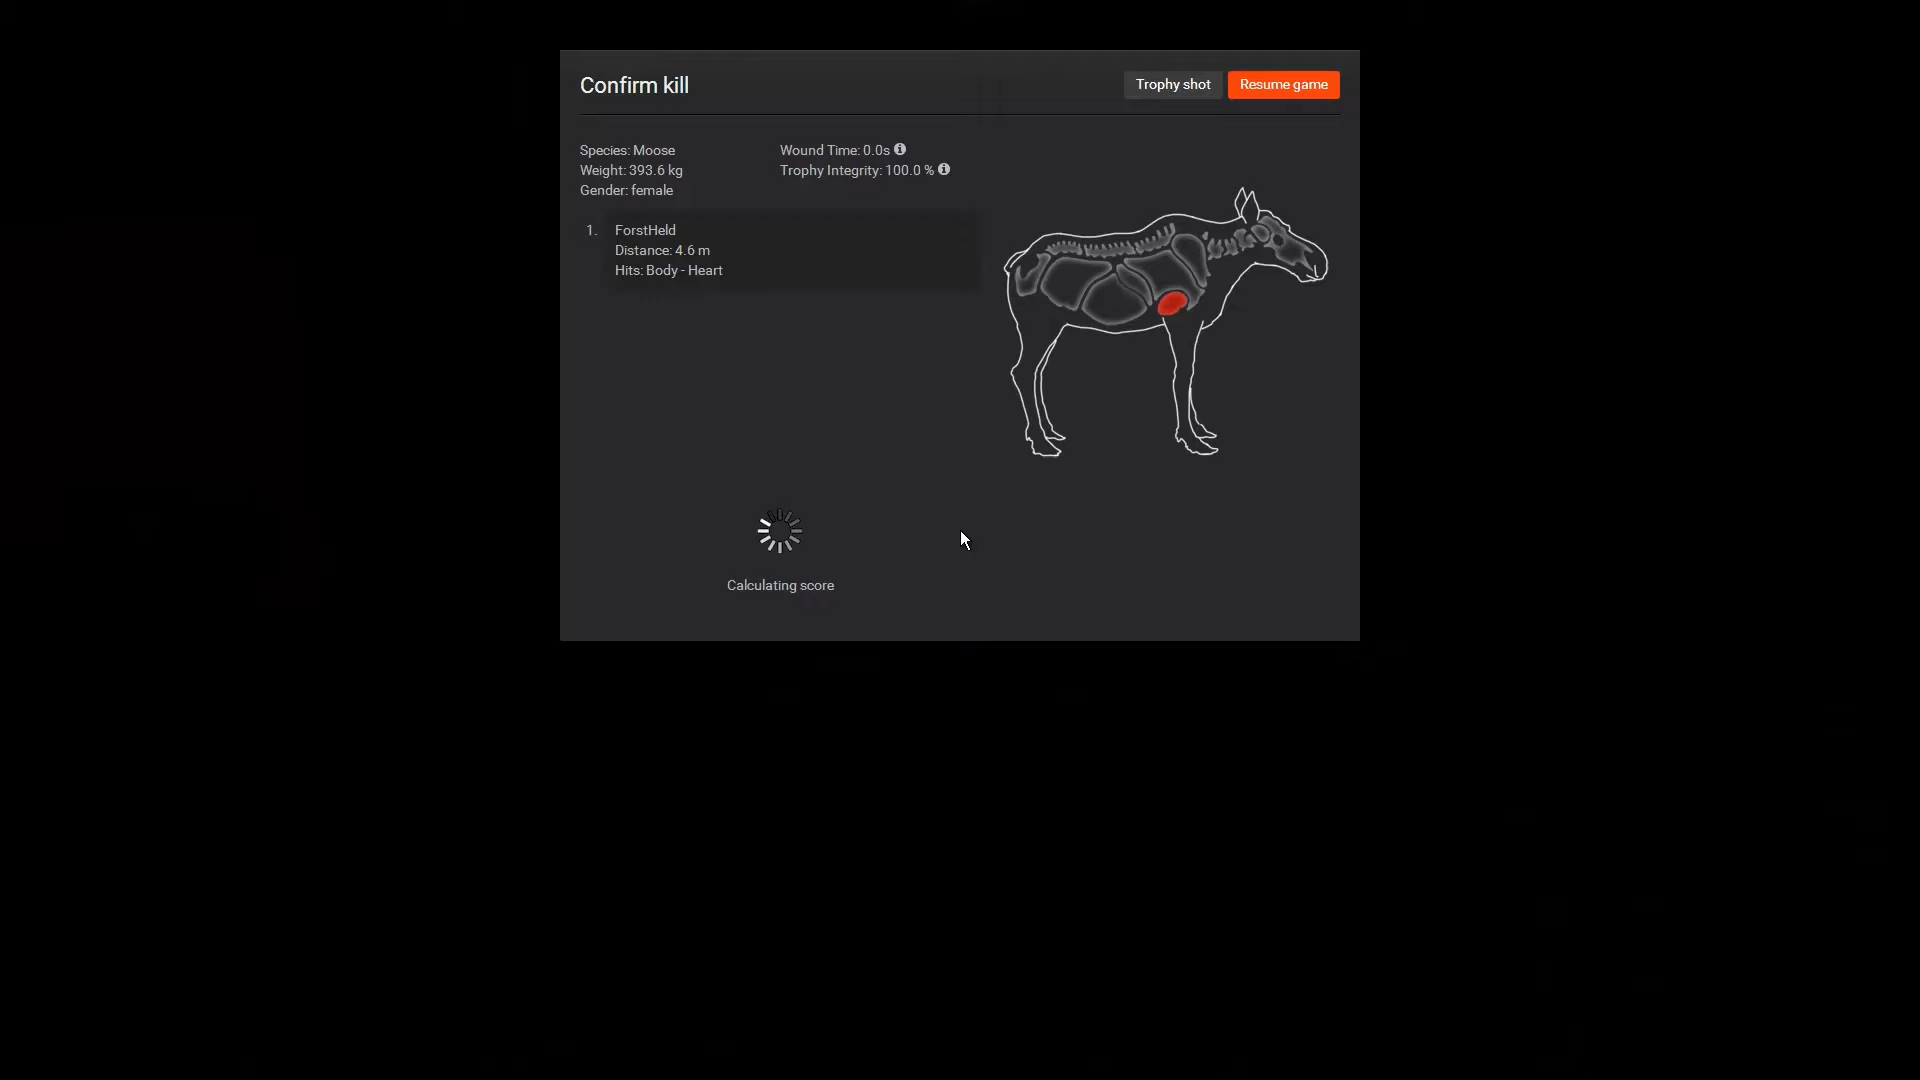 Confirm kill
Trophy shot
Resume game
Species: Moose
Weight: 393.6 kg
Gender: female
Wound Time: 0.0s
Trophy Integrity: 100.0 %
1.
ForstHeld
Distance: 4.6 m
Hits: Body - Heart
Calculating score